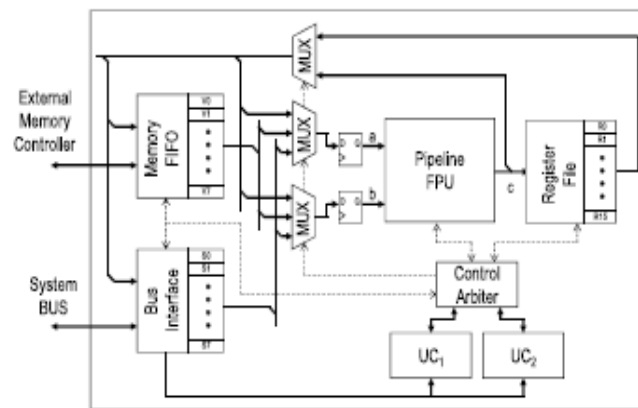 MUX
External
Memory
Controller
Memory
FIFO
V0
V1
V7
MUX
D Q
a
Pipeline
FPU
c
Register
File
R0
R1
R15
MUX
D Q
b
System
BUS
Bus
Interface
S0
S1
S7
Control
Arbiter
UC1
UC2